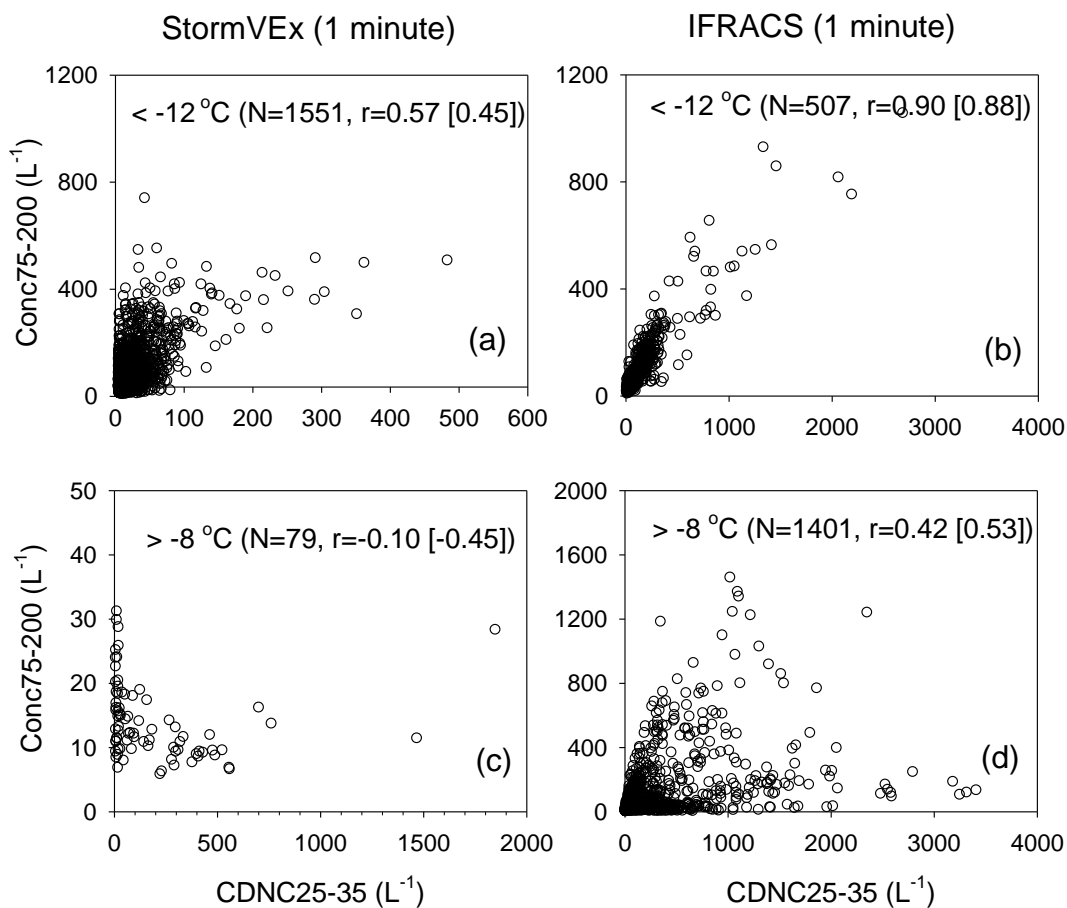 StormVEx (1 minute)
IFRACS (1 minute)
1200
800
400
0
Conc75-200 (L⁻¹)
< -12 °C (N=1551, r=0.57 [0.45])
(a)
0 100 200 300 400 500 600
1200
800
400
0
< -12 °C (N=507, r=0.90 [0.88])
(b)
0 1000 2000 3000 4000
50
40
30
20
10
0
Conc75-200 (L⁻¹)
> -8 °C (N=79, r=-0.10 [-0.45])
(c)
0 500 1000 1500 2000
CDNC25-35 (L⁻¹)
2000
1600
1200
800
400
0
> -8 °C (N=1401, r=0.42 [0.53])
(d)
0 1000 2000 3000 4000
CDNC25-35 (L⁻¹)